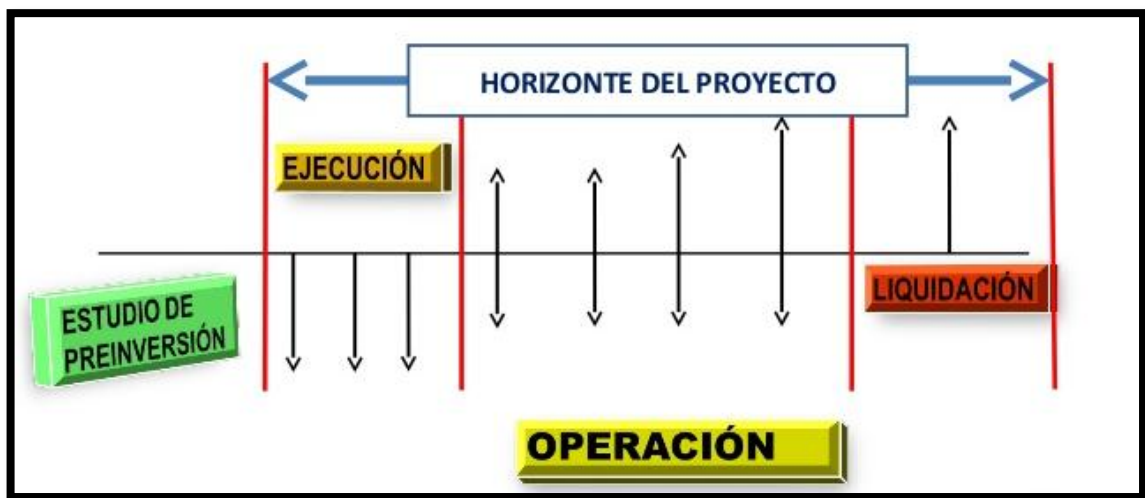 HORIZONTE DEL PROYECTO
EJECUCIÓN
ESTUDIO DE
PREINVERSIÓN
LIQUIDACIÓN
OPERACIÓN